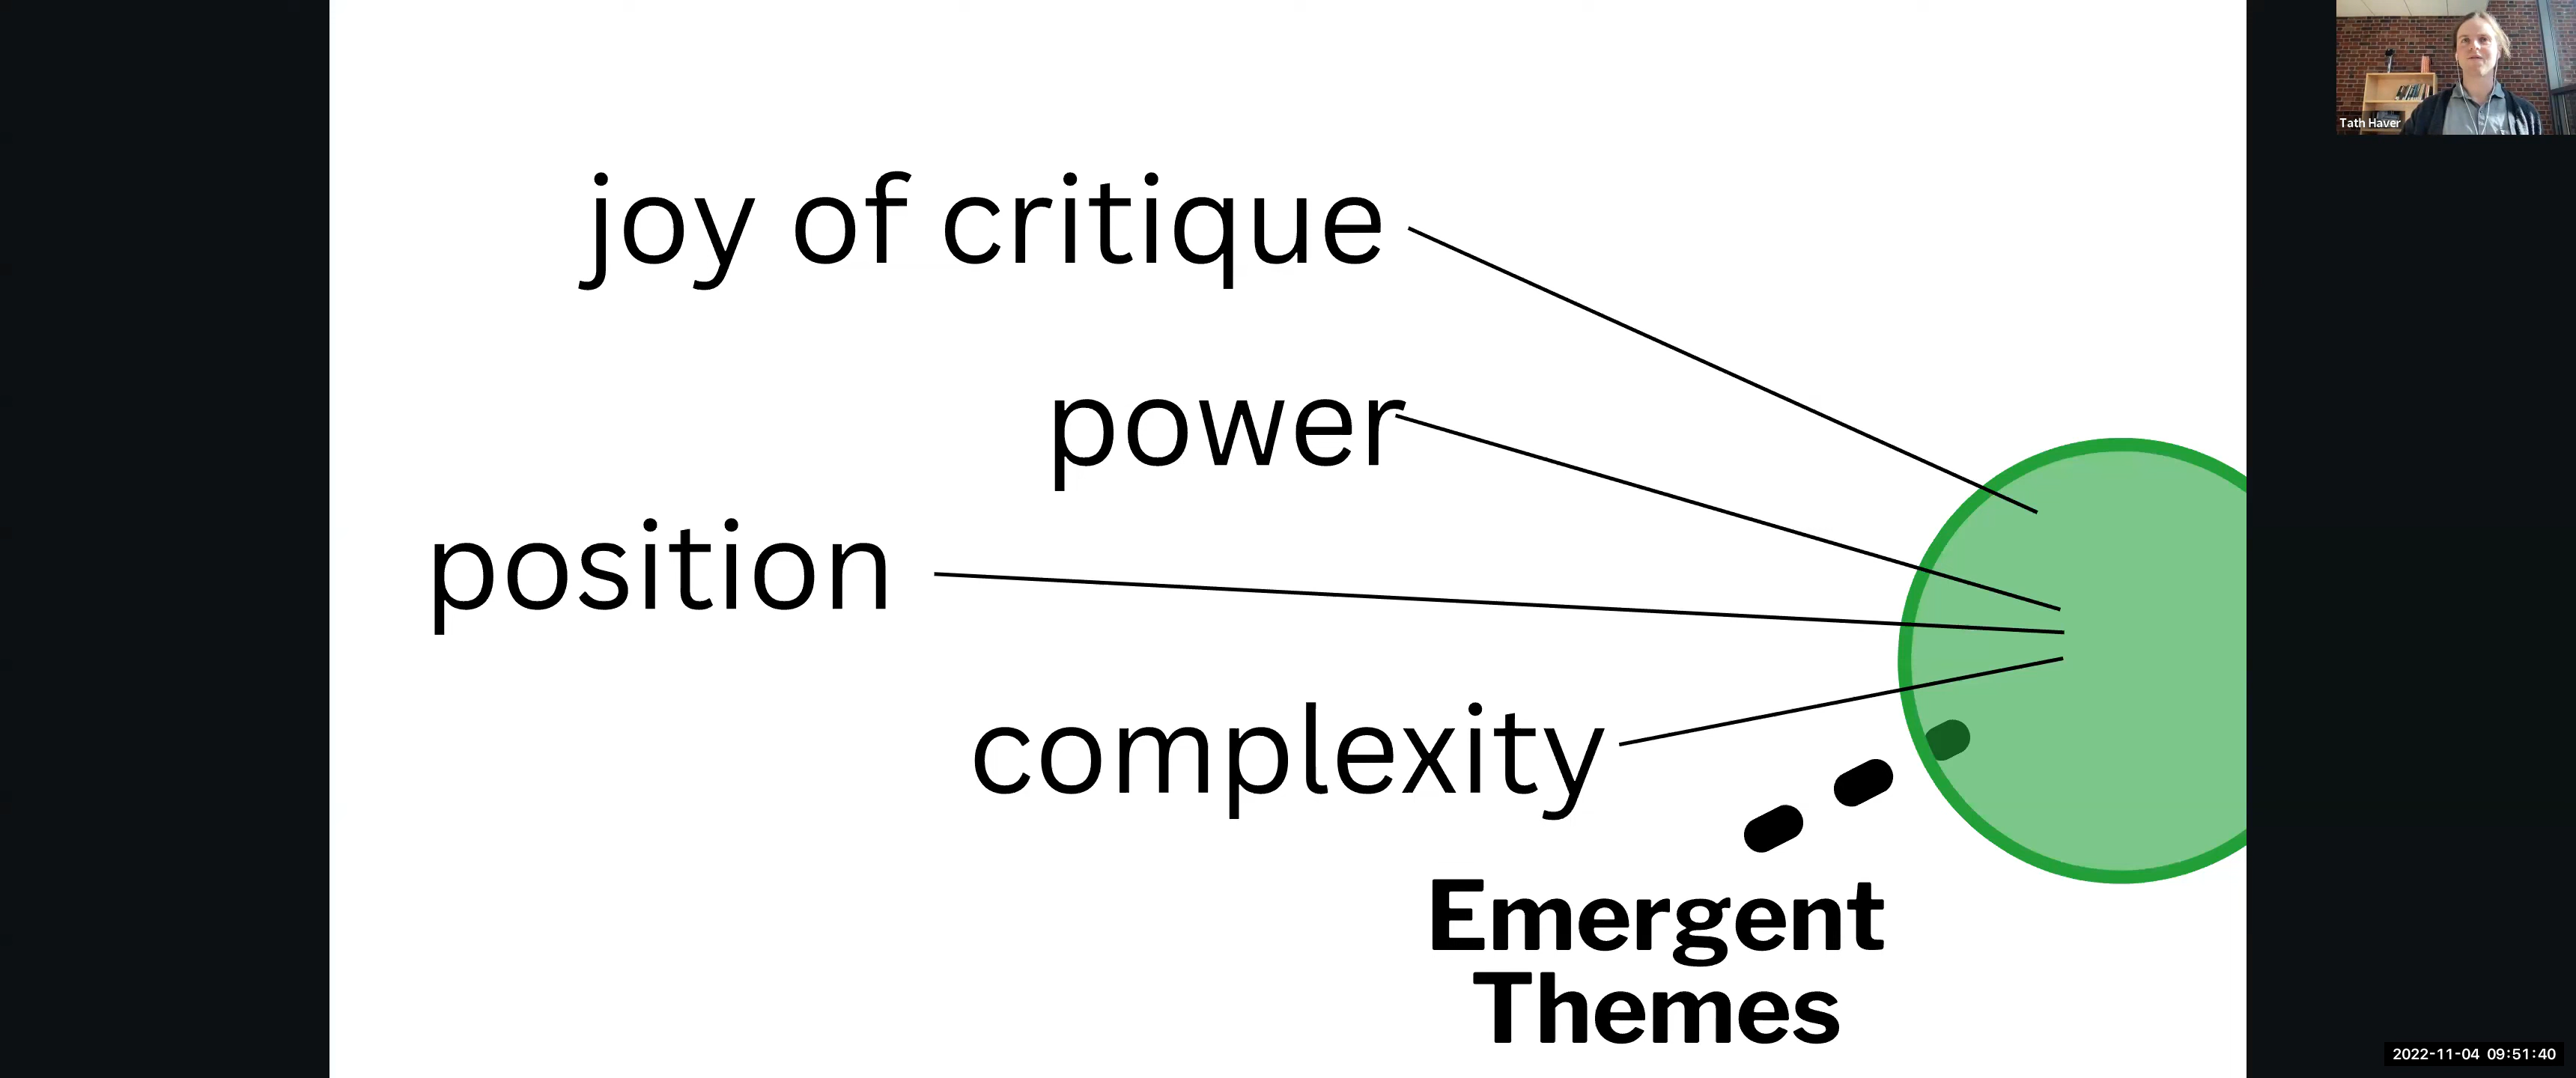 Tath Haver
joy of critique
power
position
complexity
Emergent
Themes
2022-11-04 09:51:40